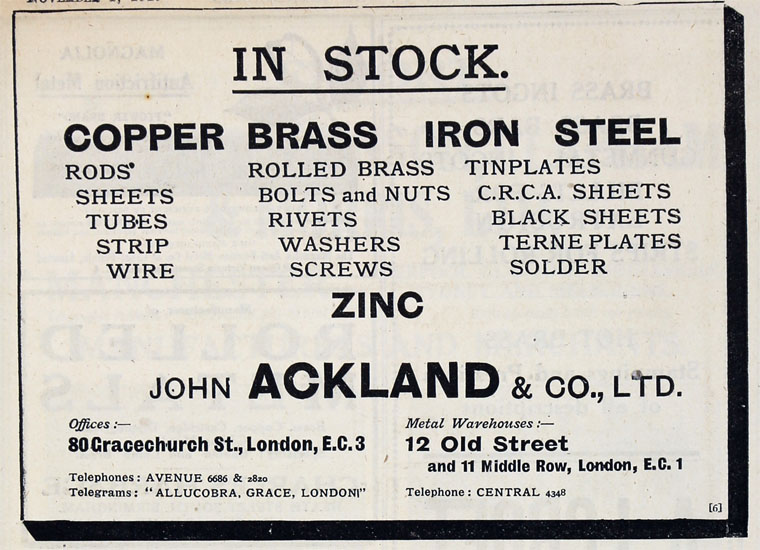 IN STOCK.
COPPER BRASS IRON STEEL
RODS ROLLED BRASS TINPLATES
SHEETS BOLTS and NUTS C.R.C.A. SHEETS
TUBES RIVETS BLACK SHEETS
STRIP WASHERS TERNE PLATES
WIRE SCREWS SOLDER
ZINC
JOHN ACKLAND & CO., LTD.
Offices :—
80 Gracechurch St., London, E.C. 3
Telephones : AVENUE 6686 & 2820
Telegrams : "ALLUCOBRA, GRACE, LONDON"
Metal Warehouses :—
12 Old Street
and 11 Middle Row, London, E.C. 1
Telephone : CENTRAL 4348
[6]